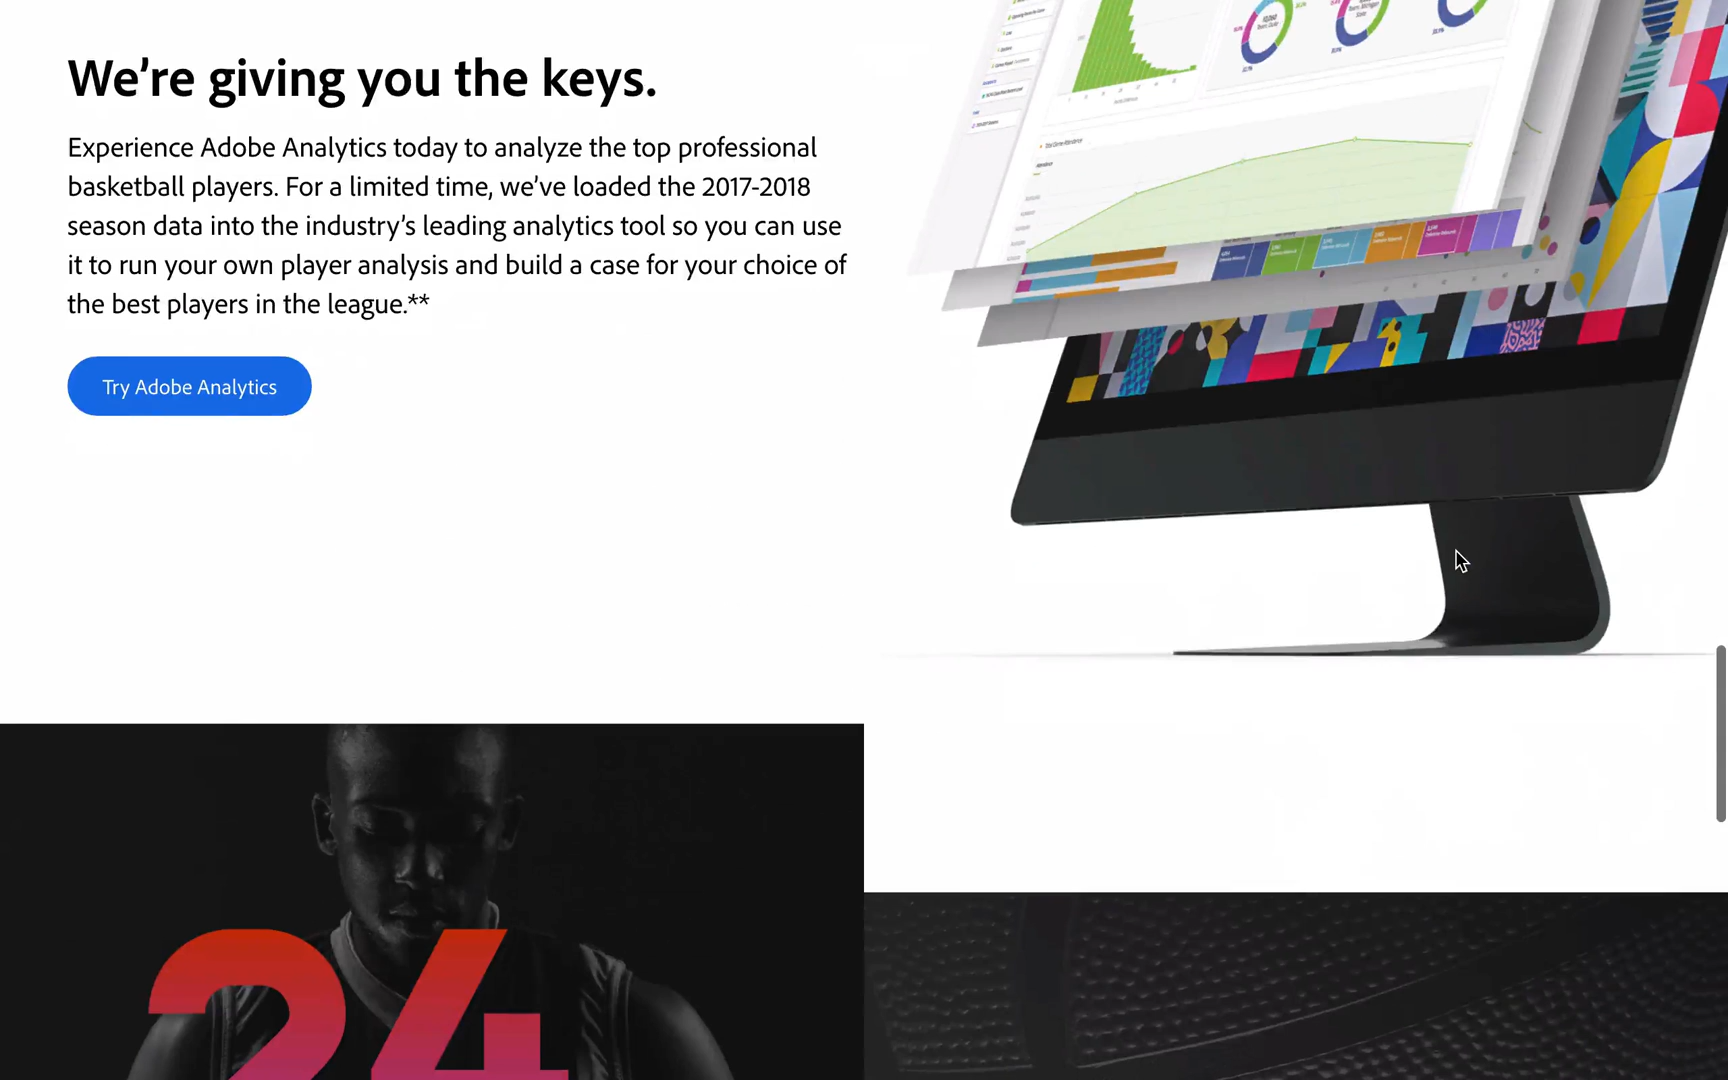 We're giving you the keys.
Experience Adobe Analytics today to analyze the top professional
basketball players. For a limited time, we've loaded the 2017-2018
season data into the industry's leading analytics tool so you can use
it to run your own player analysis and build a case for your choice of
the best players in the league.**
Try Adobe Analytics
24